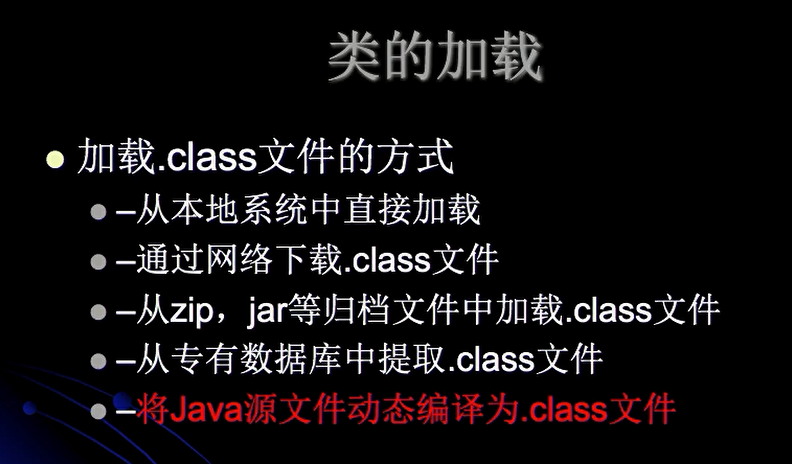 类的加载
加载.class文件的方式
–从本地系统中直接加载
–通过网络下载.class文件
–从zip，jar等归档文件中加载.class文件
–从专有数据库中提取.class文件
–将Java源文件动态编译为.class文件